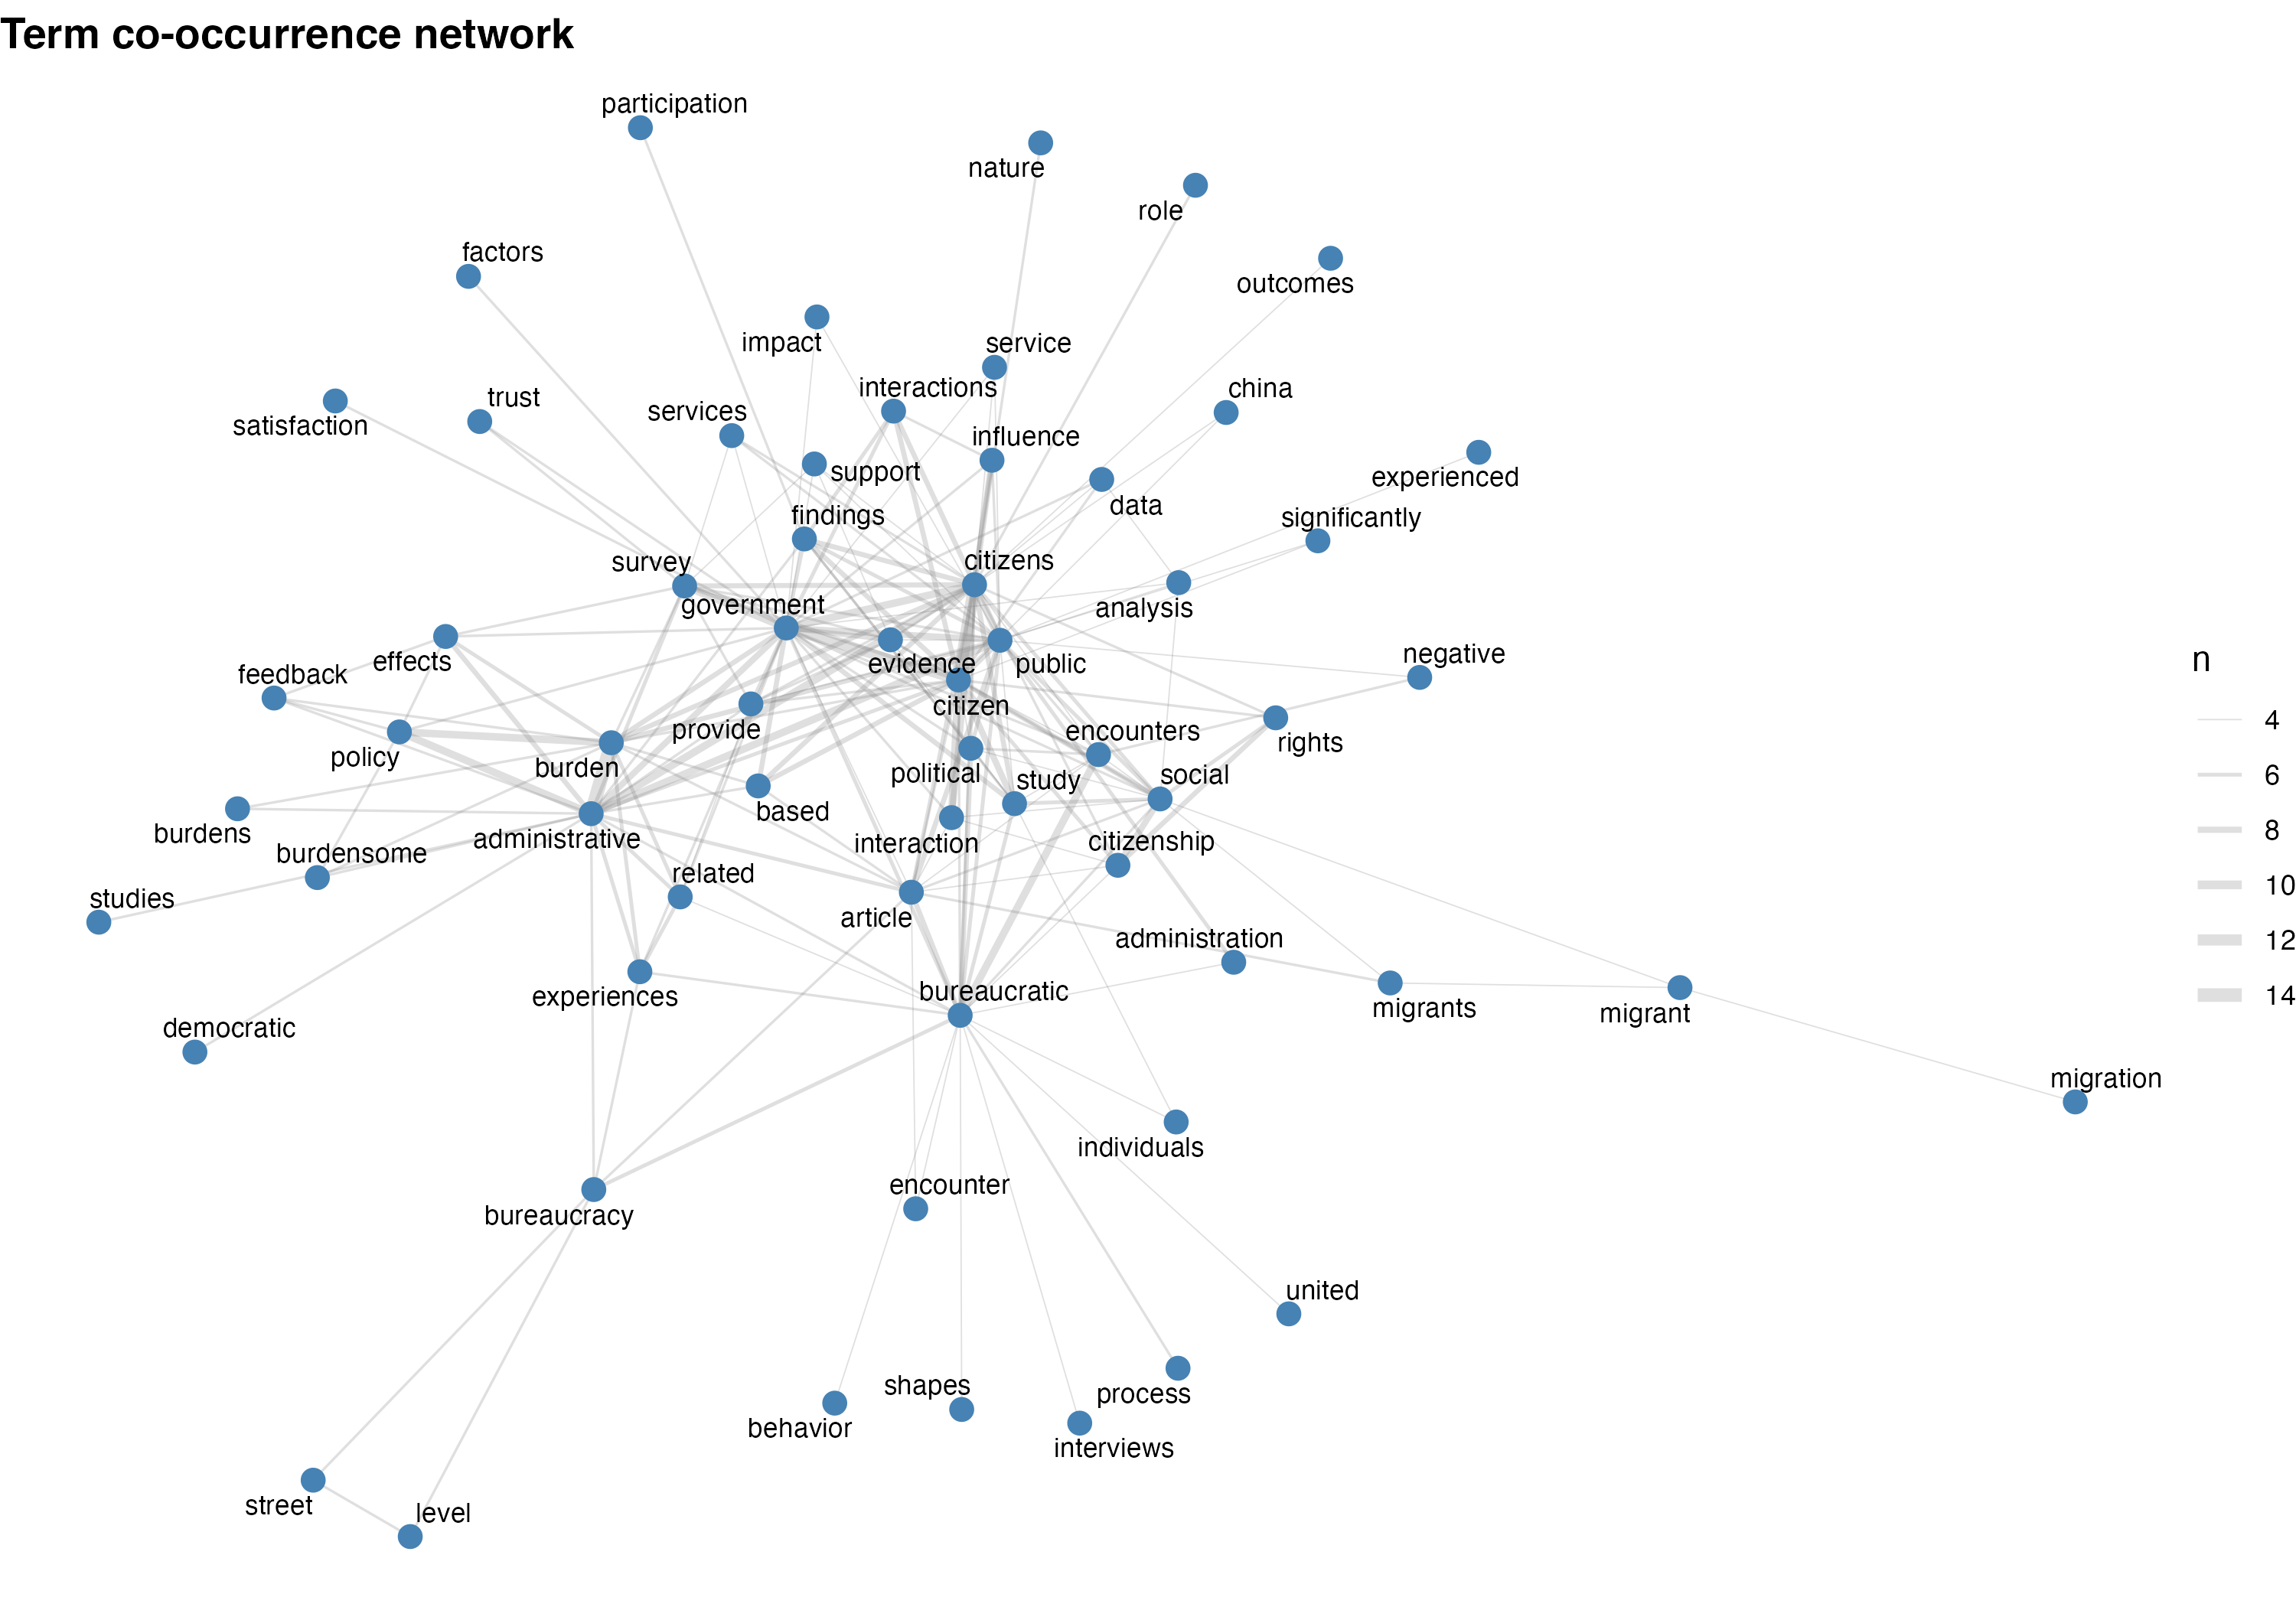 Term co-occurrence network
participation
nature
role
factors
outcomes
impact
service
interactions
china
trust
satisfaction
services
influence
support
experienced
data
findings
significantly
citizens
survey
government
analysis
negative
evidence
public
effects
feedback
citizen
provide
encounters
rights
policy
burden
political
study
social
based
burdens
administrative
interaction
citizenship
burdensome
related
studies
article
administration
bureaucratic
experiences
migrants
migrant
democratic
migration
individuals
encounter
bureaucracy
united
shapes
process
behavior
interviews
street
level
n
4
6
8
10
12
14